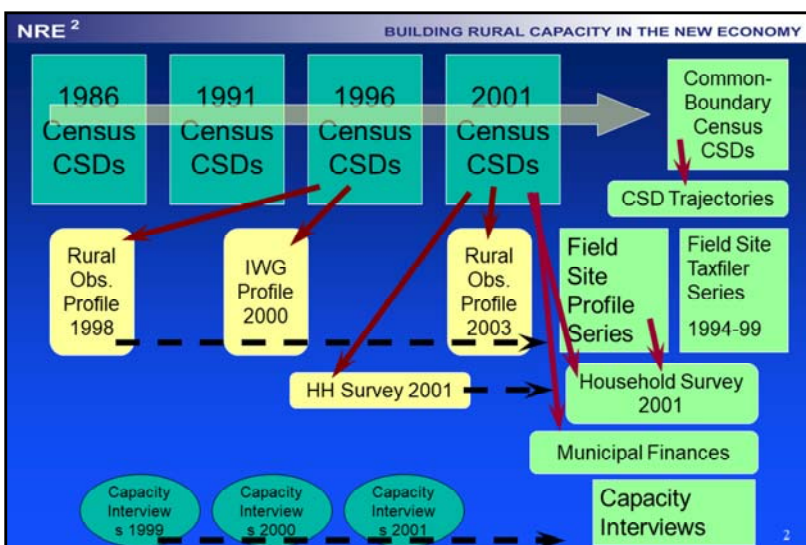 NRE ²
BUILDING RURAL CAPACITY IN THE NEW ECONOMY
1986
Census
CSDs
1991
Census
CSDs
1996
Census
CSDs
2001
Census
CSDs
Common-
Boundary
Census
CSDs
CSD Trajectories
Rural
Obs.
Profile
1998
IWG
Profile
2000
Rural
Obs.
Profile
2003
Field
Site
Profile
Series
Field Site
Taxfiler
Series
1994-99
HH Survey 2001
Household Survey
2001
Municipal Finances
Capacity
Interview
s 1999
Capacity
Interview
s 2000
Capacity
Interview
s 2001
Capacity
Interviews
2